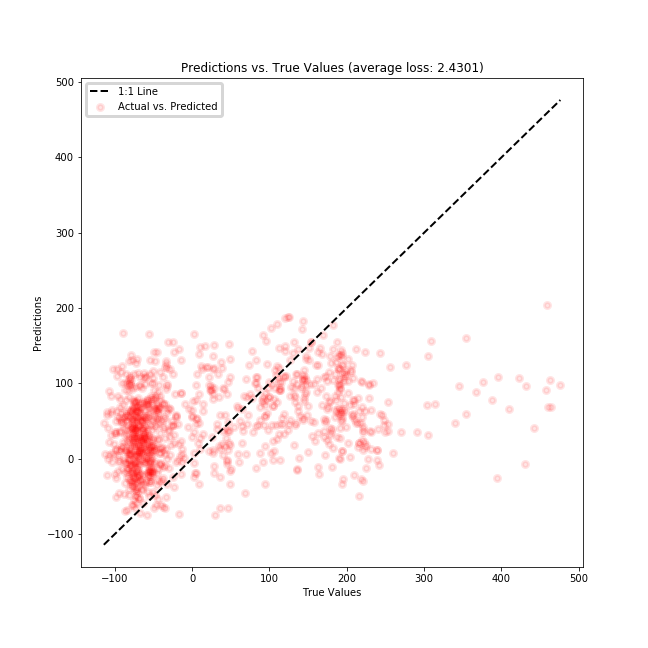 Predictions vs. True Values (average loss: 2.4301)
1:1 Line
Actual vs. Predicted
500
400
300
200
100
0
−100
Predictions
−100 0 100 200 300 400 500
True Values